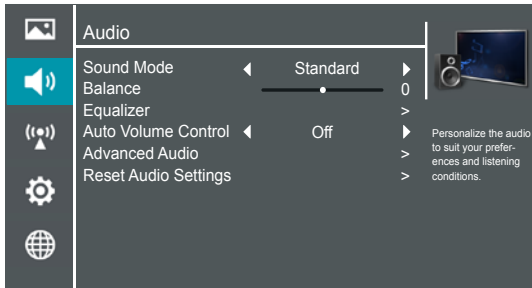 Audio
Sound Mode Standard
Balance 0
Equalizer >
Auto Volume Control Off
Advanced Audio >
Reset Audio Settings >
Personalize the audio
to suit your prefer-
ences and listening
conditions.